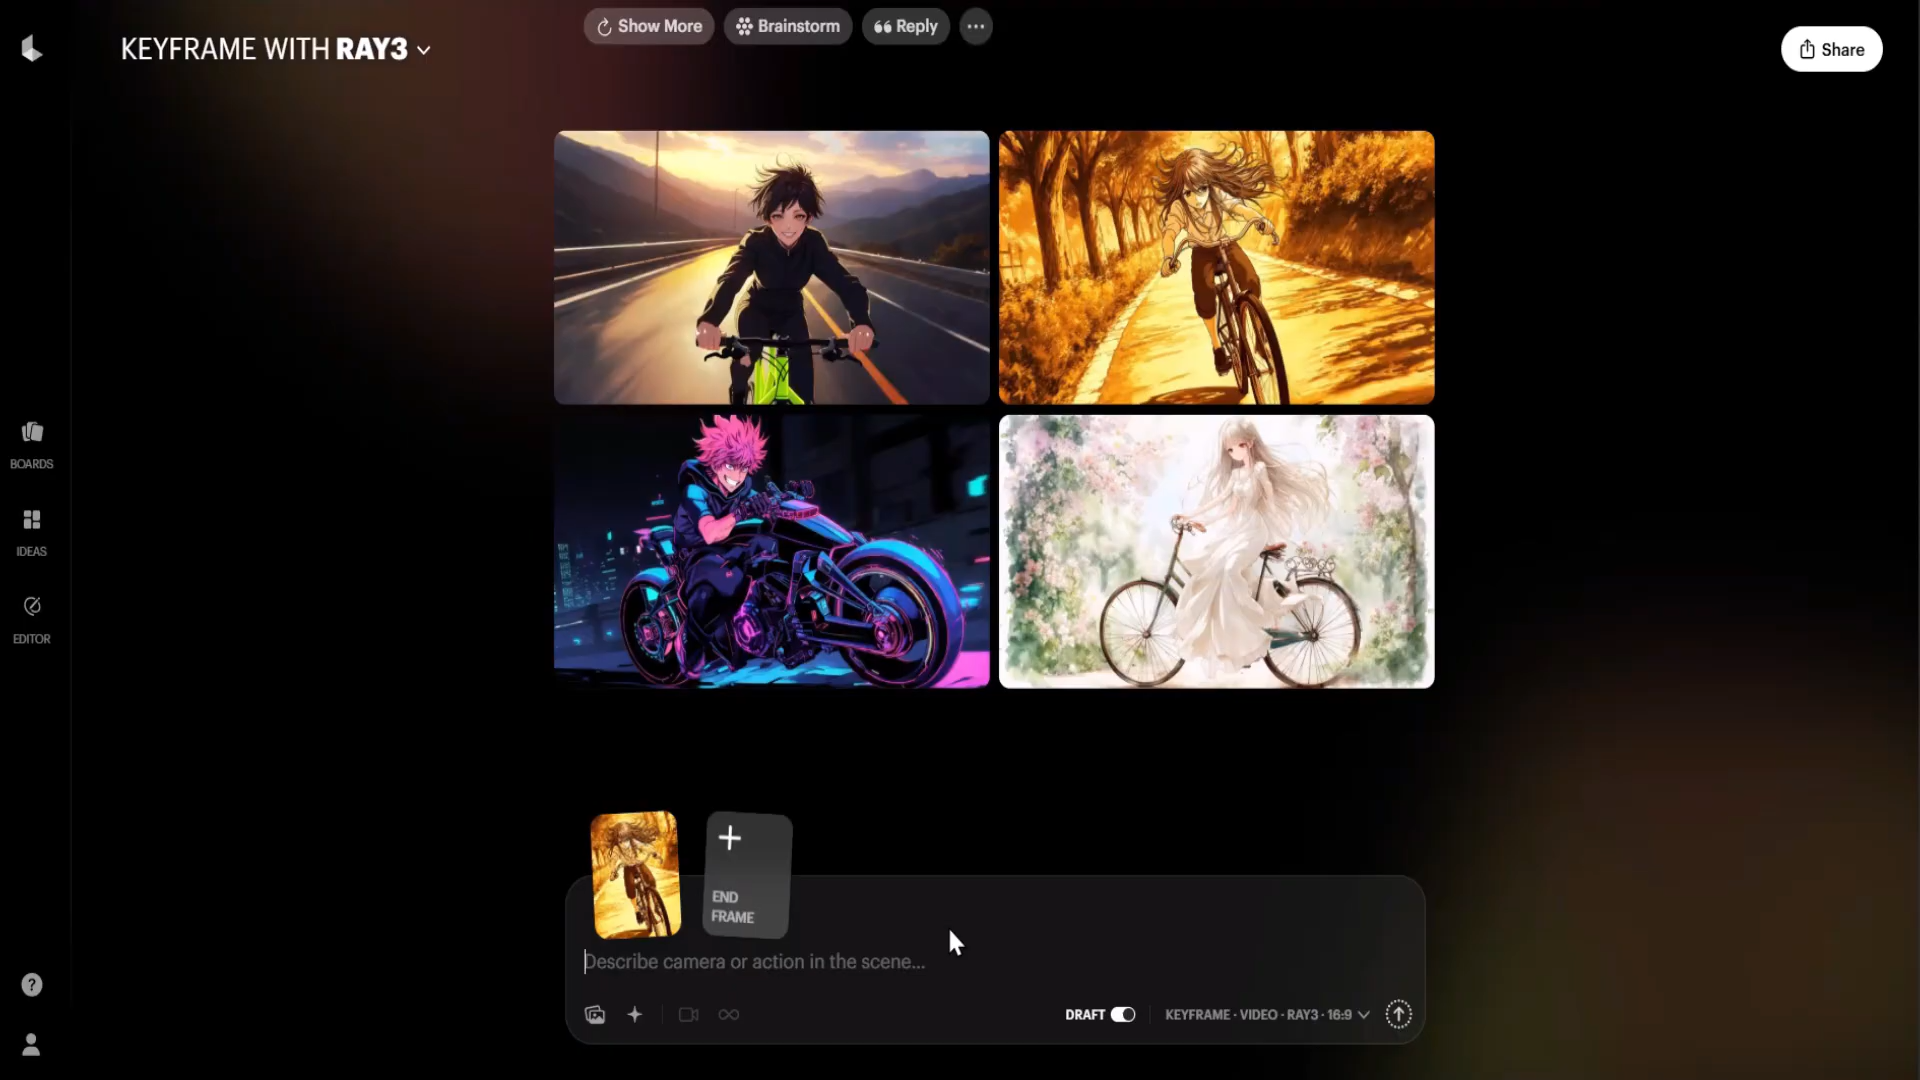 Show More
Brainstorm
Reply
KEYFRAME WITH RAY3
Share
BOARDS
IDEAS
EDITOR
END
FRAME
Describe camera or action in the scene...
DRAFT
KEYFRAME · VIDEO · RAY3 · 16:9
?